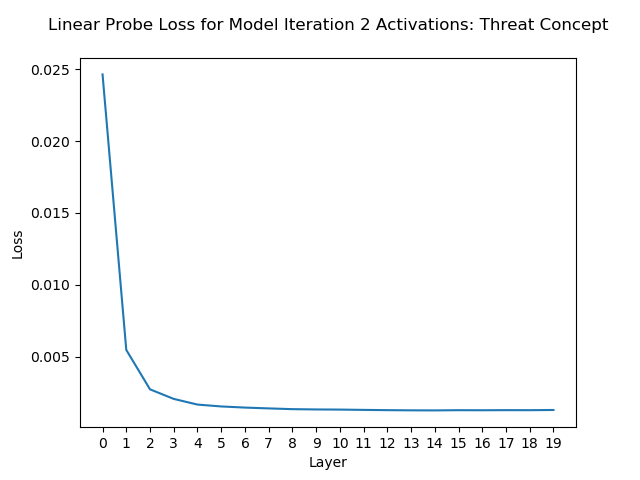 Linear Probe Loss for Model Iteration 2 Activations: Threat Concept
0.025
0.020
0.015
0.010
0.005
Loss
0 1 2 3 4 5 6 7 8 9 10 11 12 13 14 15 16 17 18 19
Layer